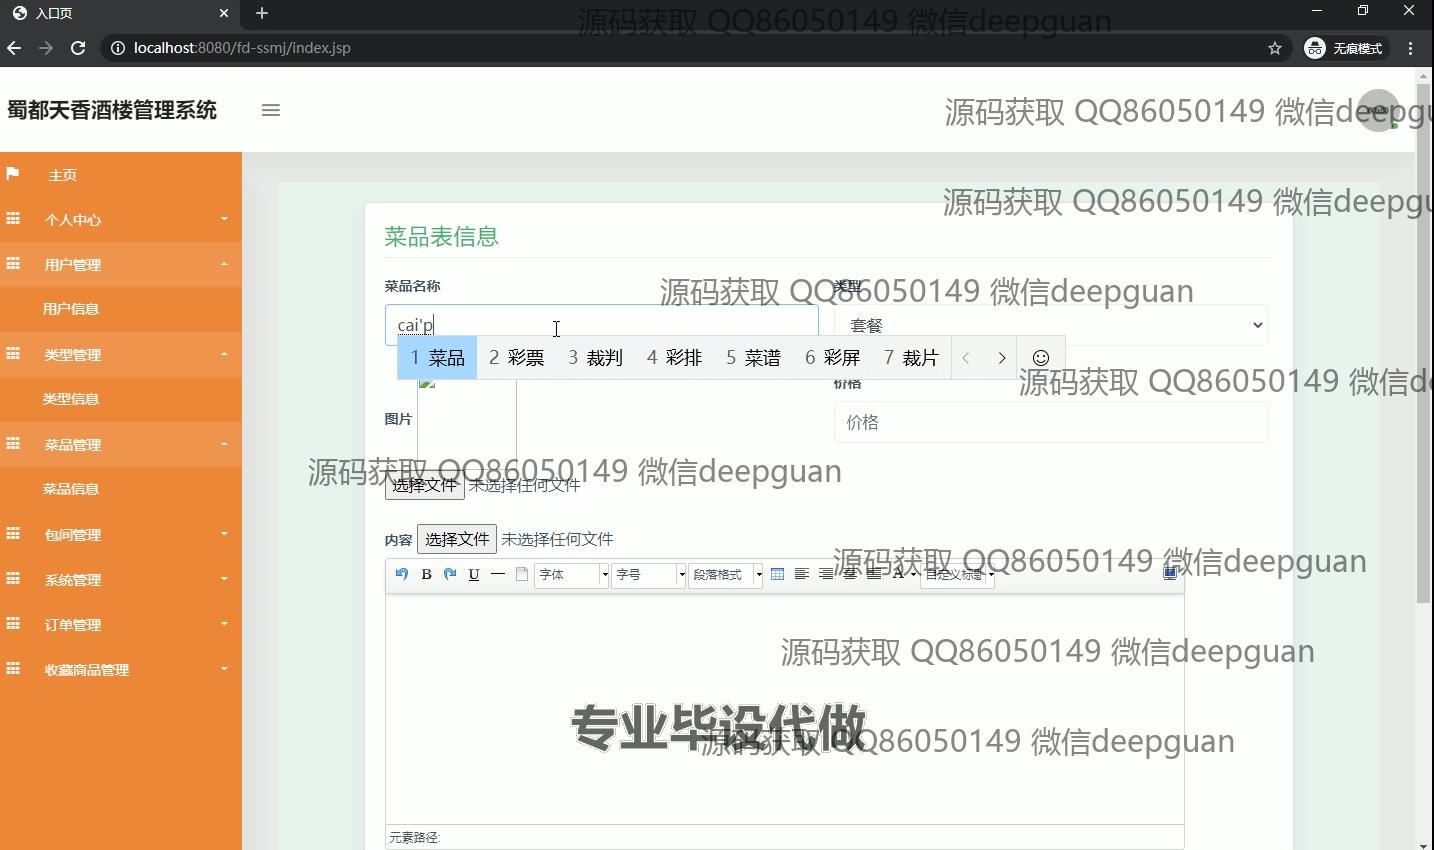 入口页
localhost:8080/fd-ssmj/index.jsp
无痕模式
源码获取 QQ86050149 微信deepguan
蜀都天香酒楼管理系统
源码获取 QQ86050149 微信deepgu
主页
个人中心
用户管理
用户信息
类型管理
类型信息
菜品管理
菜品信息
包间管理
系统管理
订单管理
收藏商品管理
源码获取 QQ86050149 微信deepgu
菜品表信息
菜品名称
类型
源码获取 QQ86050149 微信deepguan
cai'p
套餐
1 菜品 2 彩票 3 裁判 4 彩排 5 菜谱 6 彩屏 7 裁片
源码获取 QQ86050149 微信de
图片
价格
价格
源码获取 QQ86050149 微信deepguan
选择文件 未选择任何文件
内容 选择文件 未选择任何文件
源码获取 QQ86050149 微信deepguan
B U 字体 字号 段落格式 A 自定义标题
源码获取 QQ86050149 微信deepguan
专业毕设代做
源码获取 QQ86050149 微信deepguan
元素路径: